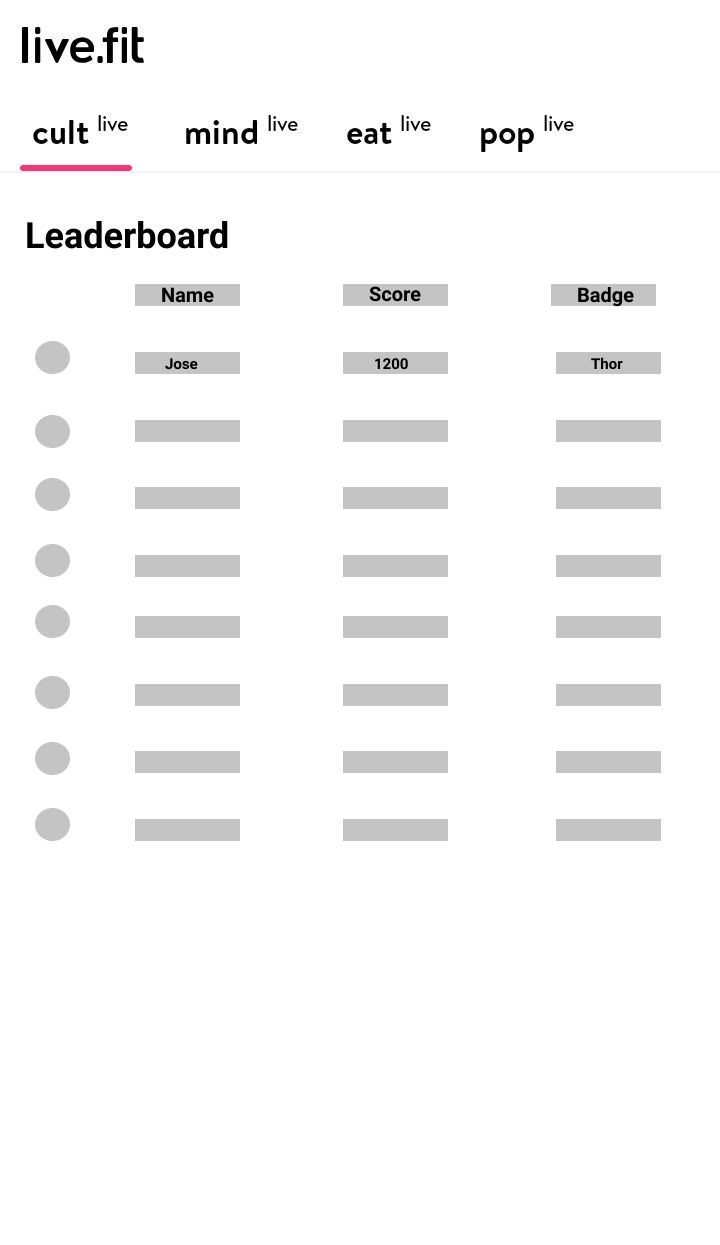 live.fit
cult live mind live eat live pop live
Leaderboard
Name Score Badge
Jose 1200 Thor